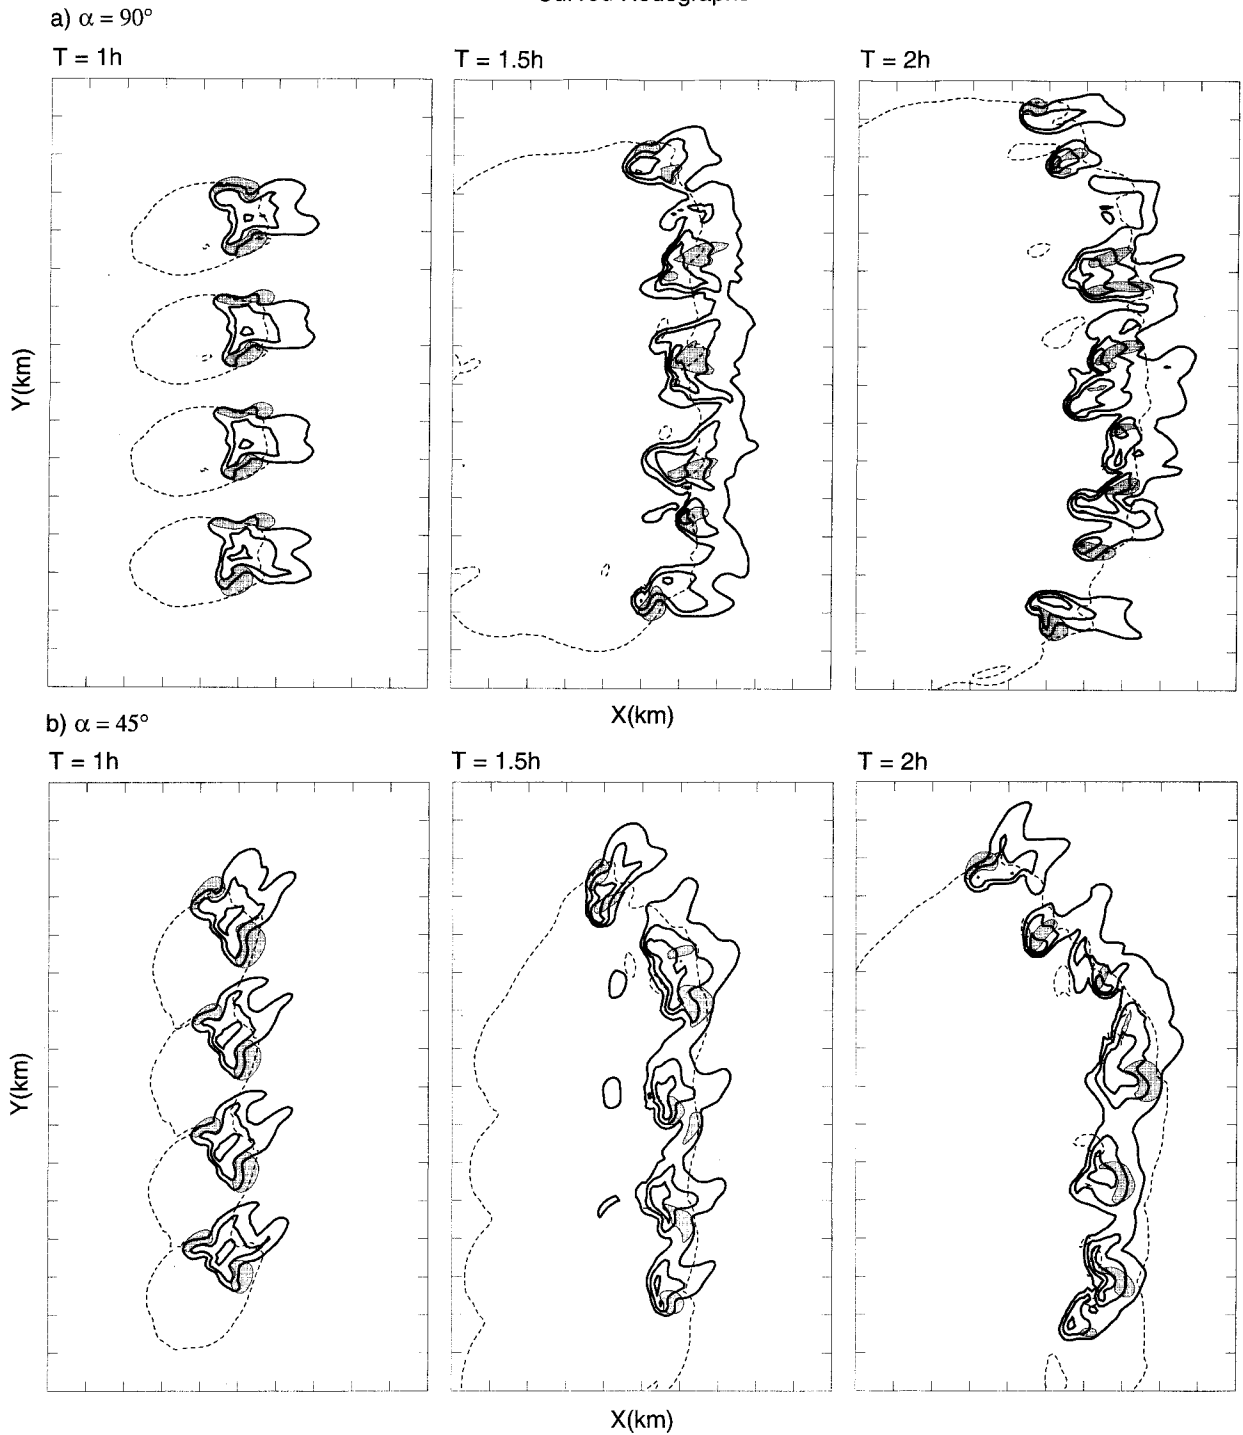 a) α = 90°
T = 1h
T = 1.5h
T = 2h
Y(km)
X(km)
b) α = 45°
T = 1h
T = 1.5h
T = 2h
Y(km)
X(km)